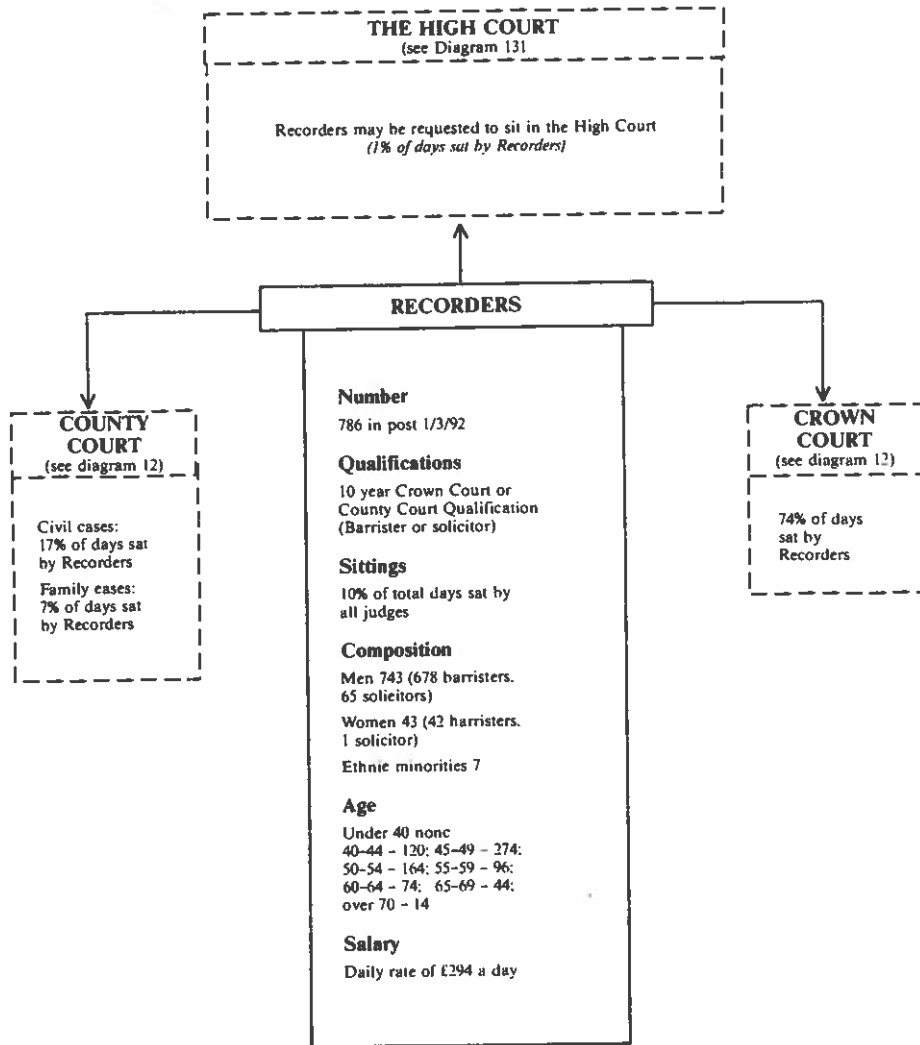 THE HIGH COURT
(see Diagram 131
Recorders may be requested to sit in the High Court
(1% of days sat by Recorders)
RECORDERS
COUNTY
COURT
(see diagram 12)
Civil cases:
17% of days sat
by Recorders
Family eases:
7% of days sat
by Recorders
Number
786 in post 1/3/92
Qualifications
10 year Crown Court or
County Court Qualification
(Barrister or solicitor)
Sittings
10% of total days sat by
all judges
Composition
Men 743 (678 barristers.
65 solicitors)
Women 43 (42 harristers.
1 solicitor)
Ethnie minorities 7
Age
Under 40 nonc
40-44 - 120; 45-49 - 274;
50-54 - 164; 55-59 - 96;
60-64 - 74; 65-69 - 44;
over 70 - 14
Salary
Daily rate of £294 a day
CROWN
COURT
(see diagram 12)
74% of days
sat by
Recorders